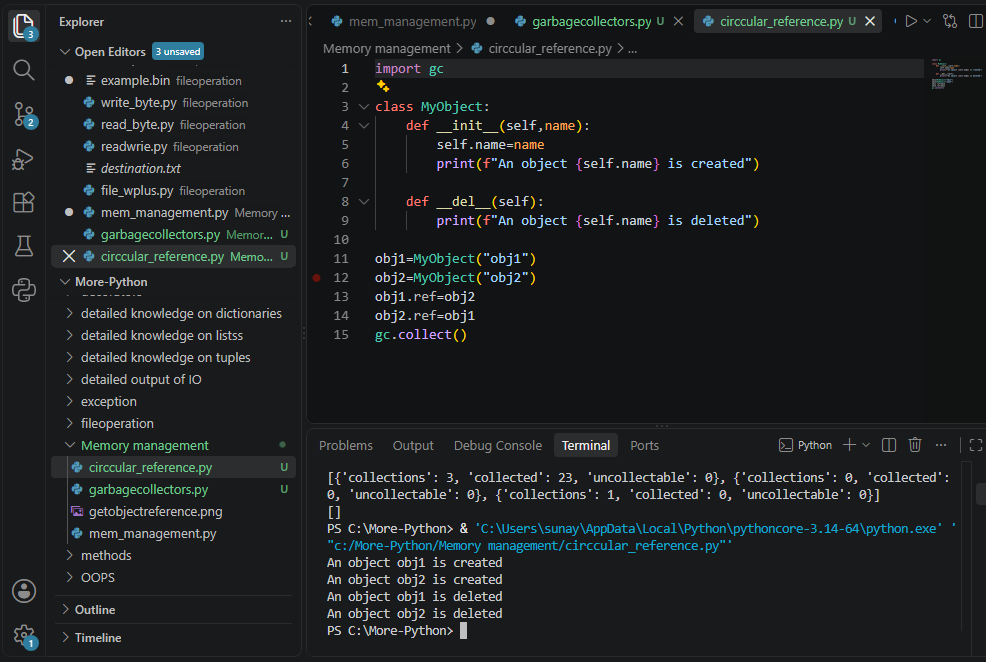 Explorer
Open Editors 3 unsaved
example.bin fileoperation
write_byte.py fileoperation
read_byte.py fileoperation
readwrie.py fileoperation
destination.txt
file_wplus.py fileoperation
mem_management.py Memory ...
garbagecollectors.py Memor... U
circcular_reference.py Memo... U
More-Python
detailed knowledge on dictionaries
detailed knowledge on listss
detailed knowledge on tuples
detailed output of IO
exception
fileoperation
Memory management
circcular_reference.py U
garbagecollectors.py U
getobjectreference.png
mem_management.py
methods
OOPS
Outline
Timeline
3
2
1
mem_management.py
garbagecollectors.py U
circcular_reference.py U
Memory management > circcular_reference.py > ...
1 import gc
2
3 class MyObject:
4 def __init__(self,name):
5 self.name=name
6 print(f"An object {self.name} is created")
7
8 def __del__(self):
9 print(f"An object {self.name} is deleted")
10
11 obj1=MyObject("obj1")
12 obj2=MyObject("obj2")
13 obj1.ref=obj2
14 obj2.ref=obj1
15 gc.collect()
Problems Output Debug Console Terminal Ports Python
[{'collections': 3, 'collected': 23, 'uncollectable': 0}, {'collections': 0, 'collected':
0, 'uncollectable': 0}, {'collections': 1, 'collected': 0, 'uncollectable': 0}]
[]
PS C:\More-Python> & 'C:\Users\sunay\AppData\Local\Python\pythoncore-3.14-64\python.exe' '
"c:/More-Python/Memory management/circcular_reference.py"'
An object obj1 is created
An object obj2 is created
An object obj1 is deleted
An object obj2 is deleted
PS C:\More-Python>